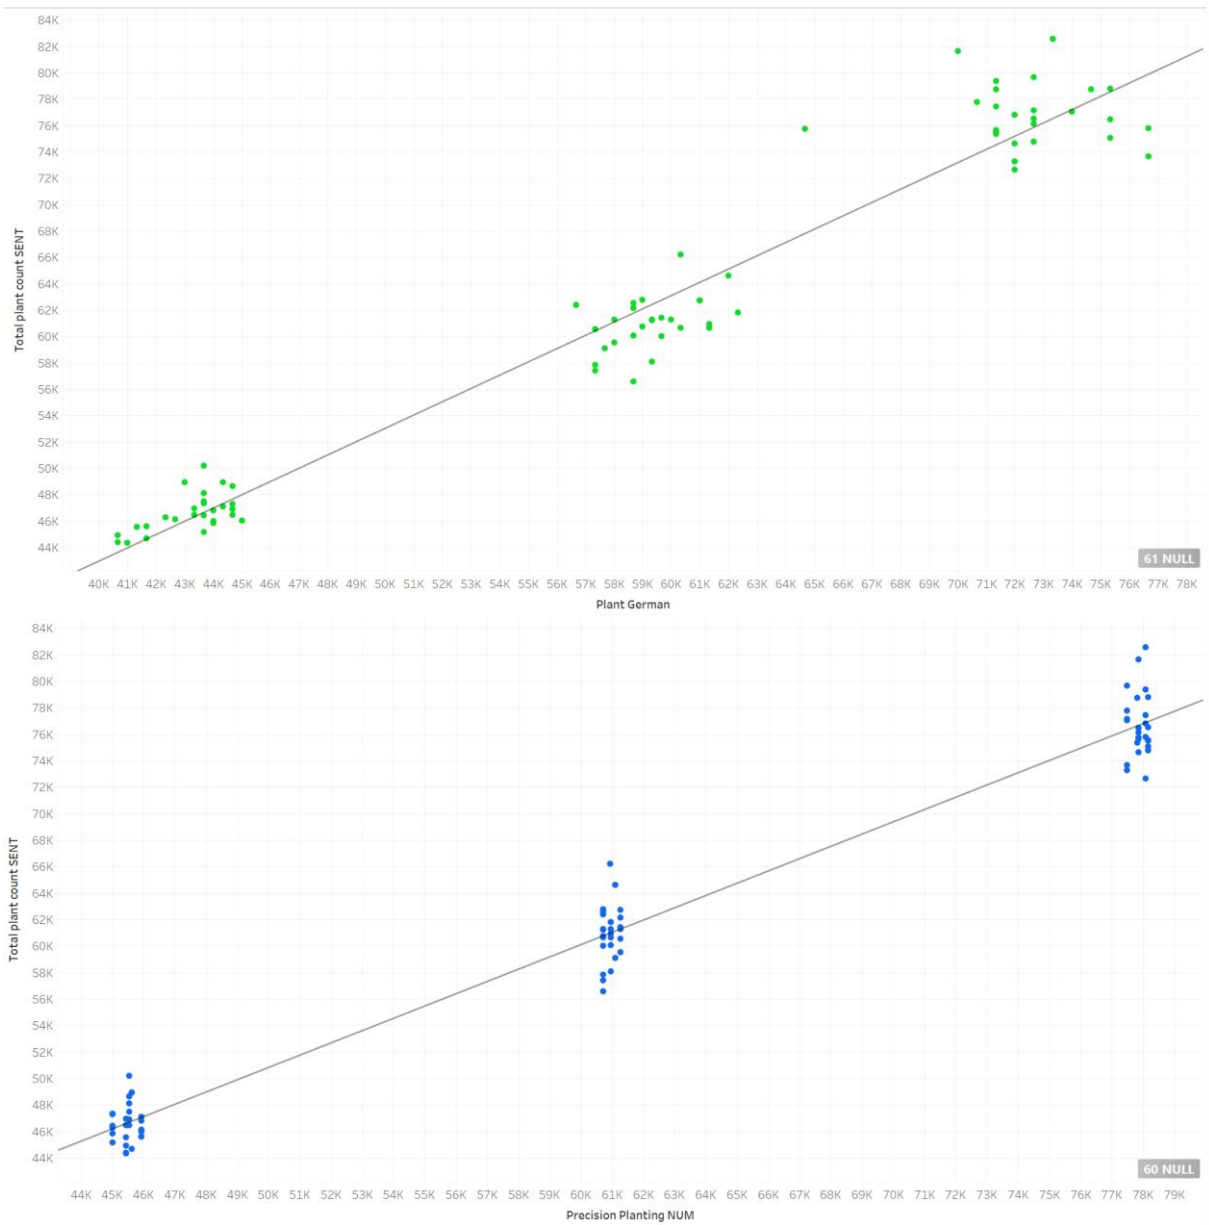 84K
82K
80K
78K
76K
74K
72K
70K
68K
66K
64K
62K
60K
58K
56K
54K
52K
50K
48K
46K
44K
Total plant count SENT
61 NULL
40K 41K 42K 43K 44K 45K 46K 47K 48K 49K 50K 51K 52K 53K 54K 55K 56K 57K 58K 59K 60K 61K 62K 63K 64K 65K 66K 67K 68K 69K 70K 71K 72K 73K 74K 75K 76K 77K 78K
Plant German
84K
82K
80K
78K
76K
74K
72K
70K
68K
66K
64K
62K
60K
58K
56K
54K
52K
50K
48K
46K
44K
Total plant count SENT
60 NULL
44K 45K 46K 47K 48K 49K 50K 51K 52K 53K 54K 55K 56K 57K 58K 59K 60K 61K 62K 63K 64K 65K 66K 67K 68K 69K 70K 71K 72K 73K 74K 75K 76K 77K 78K 79K
Precision Planting NUM